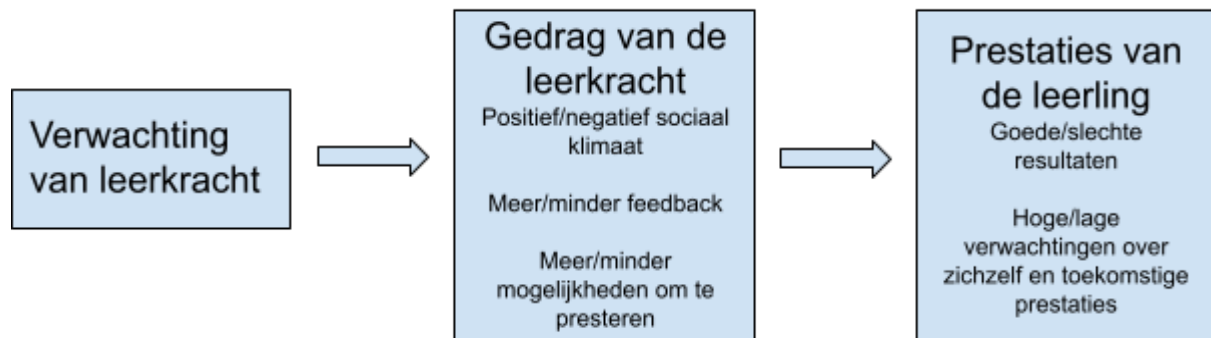 Verwachting
van leerkracht
Gedrag van de
leerkracht
Positief/negatief sociaal
klimaat
Meer/minder feedback
Meer/minder
mogelijkheden om te
presteren
Prestaties van
de leerling
Goede/slechte
resultaten
Hoge/lage
verwachtingen over
zichzelf en toekomstige
prestaties